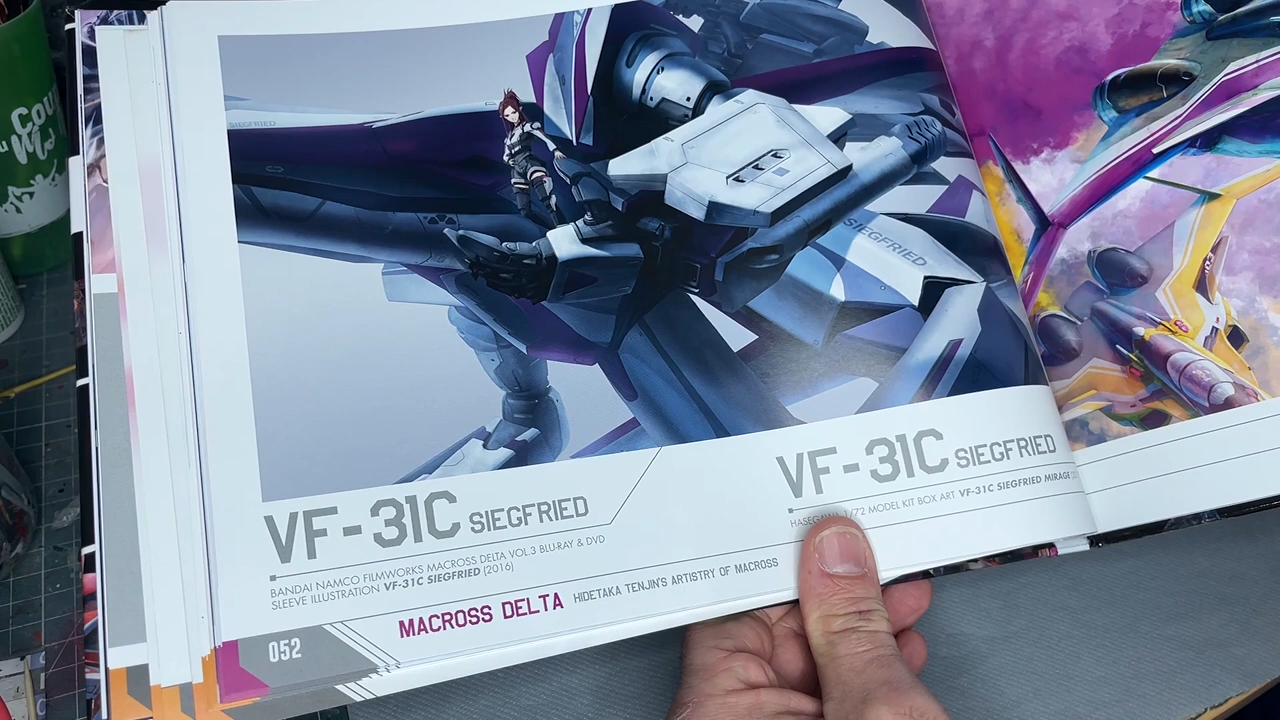 SIEGFRIED
SIEGFRIED
VF-31C SIEGFRIED
BANDAI NAMCO FILMWORKS MACROSS DELTA VOL.3 BLU-RAY & DVD
SLEEVE ILLUSTRATION VF-31C SIEGFRIED (2016)
VF-31C SIEGFRIED
1/72 MODEL KIT BOX ART VF-31C SIEGFRIED MIRAGE
MACROSS DELTA HIDETAKA TENJIN'S ARTISTRY OF MACROSS
052